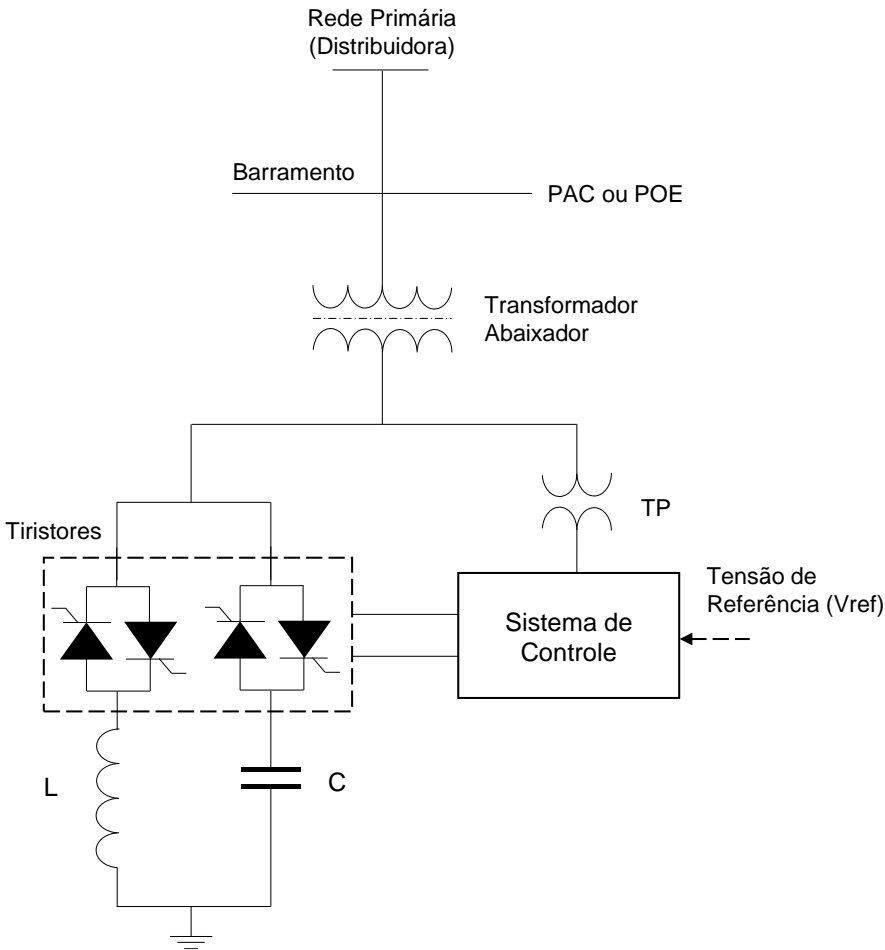 Rede Primária
(Distribuidora)
Barramento
PAC ou POE
Transformador
Abaixador
TP
Tiristores
Tensão de
Referência (Vref)
Sistema de
Controle
L
C